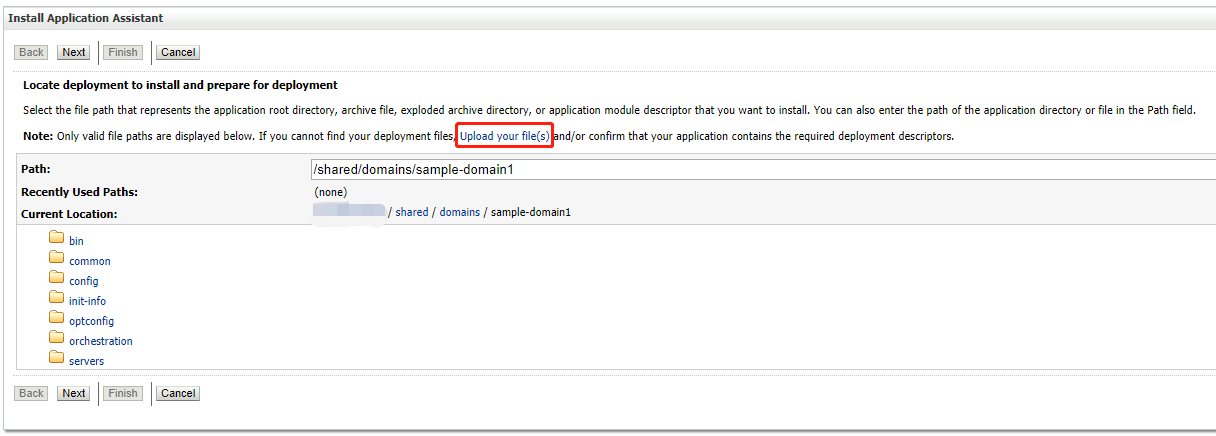 Install Application Assistant
Back Next Finish Cancel
Locate deployment to install and prepare for deployment
Select the file path that represents the application root directory, archive file, exploded archive directory, or application module descriptor that you want to install. You can also enter the path of the application directory or file in the Path field.
Note: Only valid file paths are displayed below. If you cannot find your deployment files, Upload your file(s) and/or confirm that your application contains the required deployment descriptors.
Path: /shared/domains/sample-domain1
Recently Used Paths: (none)
Current Location: / shared / domains / sample-domain1
bin
common
config
init-info
optconfig
orchestration
servers
Back Next Finish Cancel